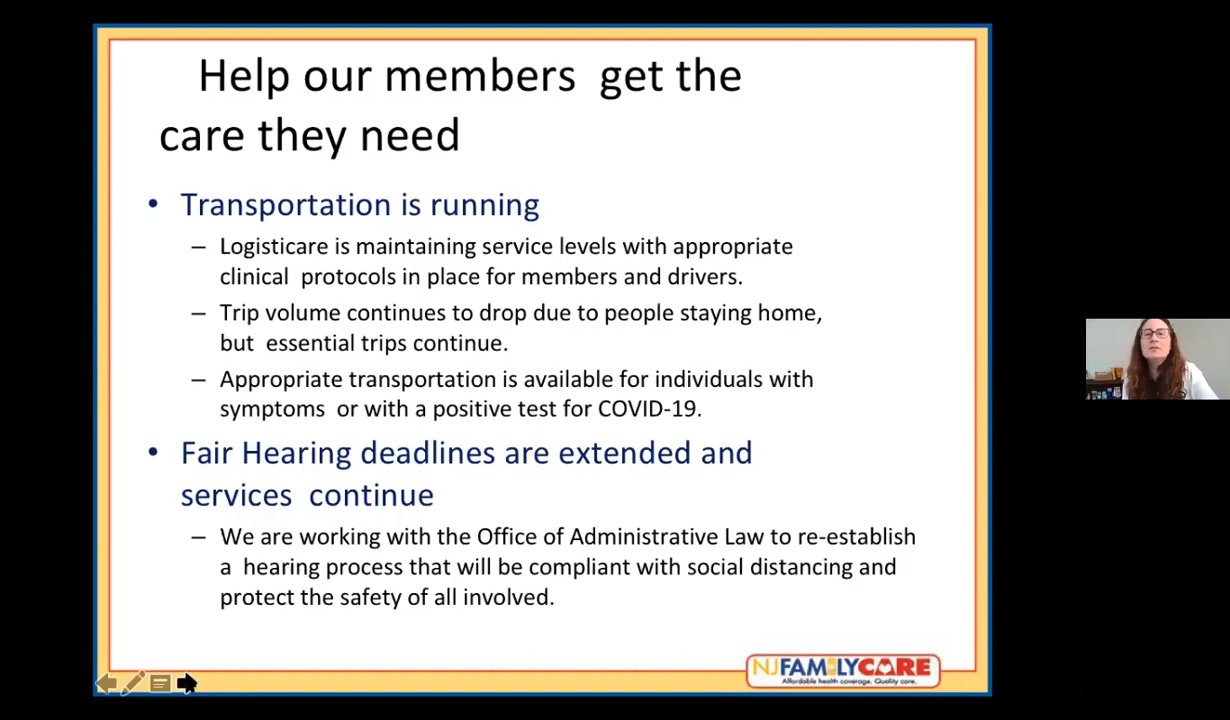 Help our members get the
care they need
• Transportation is running
– Logisticare is maintaining service levels with appropriate
clinical protocols in place for members and drivers.
– Trip volume continues to drop due to people staying home,
but essential trips continue.
– Appropriate transportation is available for individuals with
symptoms or with a positive test for COVID-19.
• Fair Hearing deadlines are extended and
services continue
– We are working with the Office of Administrative Law to re-establish
a hearing process that will be compliant with social distancing and
protect the safety of all involved.
NJFAMILYCARE
Affordable health coverage. Quality care.